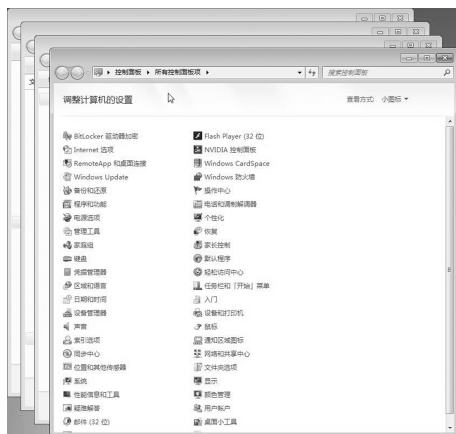 控制面板 ▸ 所有控制面板项 ▸
搜索控制面板
调整计算机的设置
查看方式: 小图标
文
BitLocker 驱动器加密
Flash Player (32 位)
Internet 选项
NVIDIA 控制面板
RemoteApp 和桌面连接
Windows CardSpace
Windows Update
Windows 防火墙
备份和还原
操作中心
程序和功能
电话和调制解调器
电源选项
个性化
管理工具
恢复
家庭组
家长控制
键盘
默认程序
凭据管理器
轻松访问中心
区域和语言
任务栏和「开始」菜单
日期和时间
入门
设备管理器
设备和打印机
声音
鼠标
索引选项
通知区域图标
同步中心
网络和共享中心
位置和其他传感器
文件夹选项
系统
显示
性能信息和工具
颜色管理
疑难解答
用户帐户
邮件 (32 位)
桌面小工具